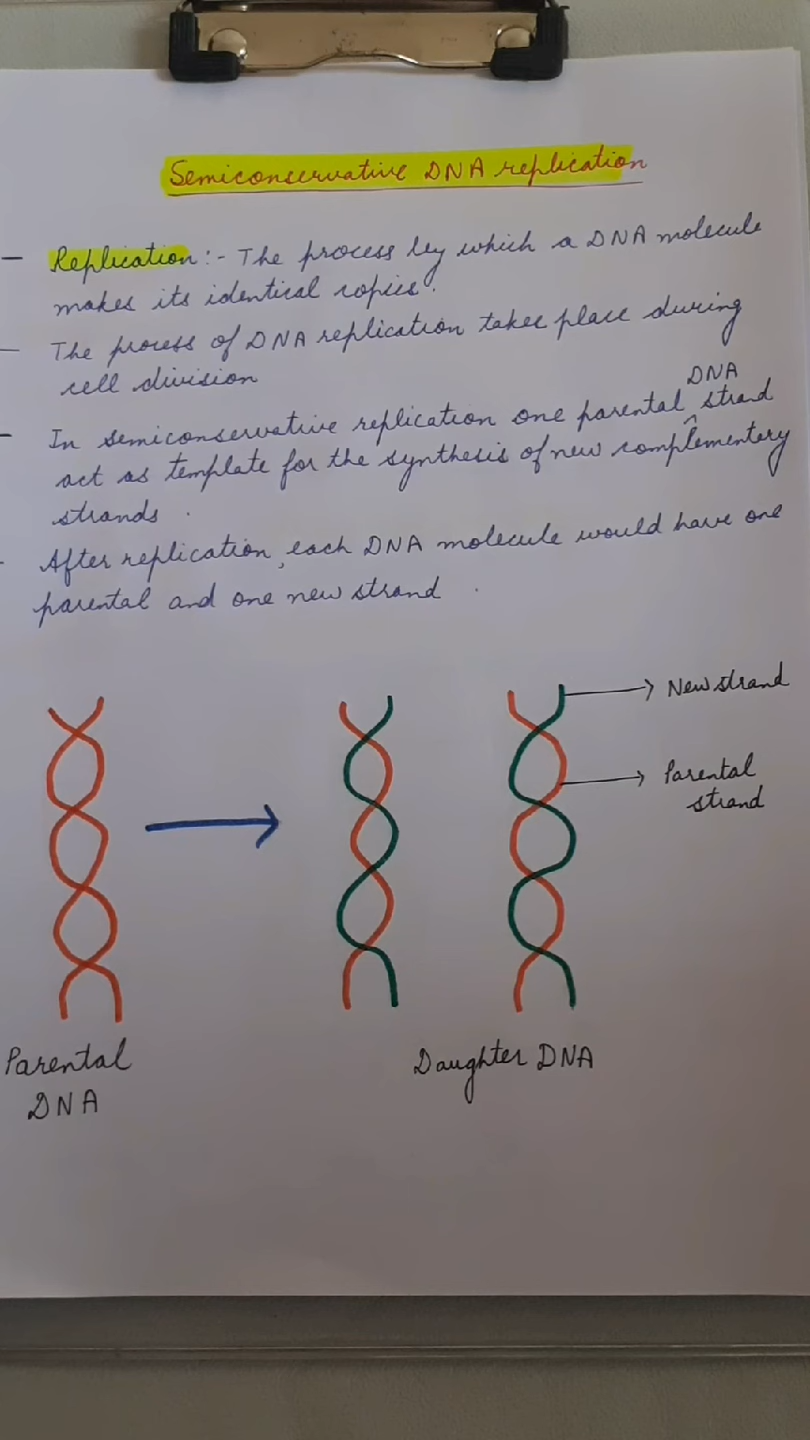 Semiconservative DNA replication
- Replication :- The process by which a DNA molecule
makes its identical copies.
- The process of DNA replication takes place during
cell division
- In semiconservative replication one parental DNA strand
act as template for the synthesis of new complementary
strands.
- After replication, each DNA molecule would have one
parental and one new strand.
New strand
Parental
strand
Parental
DNA
Daughter DNA